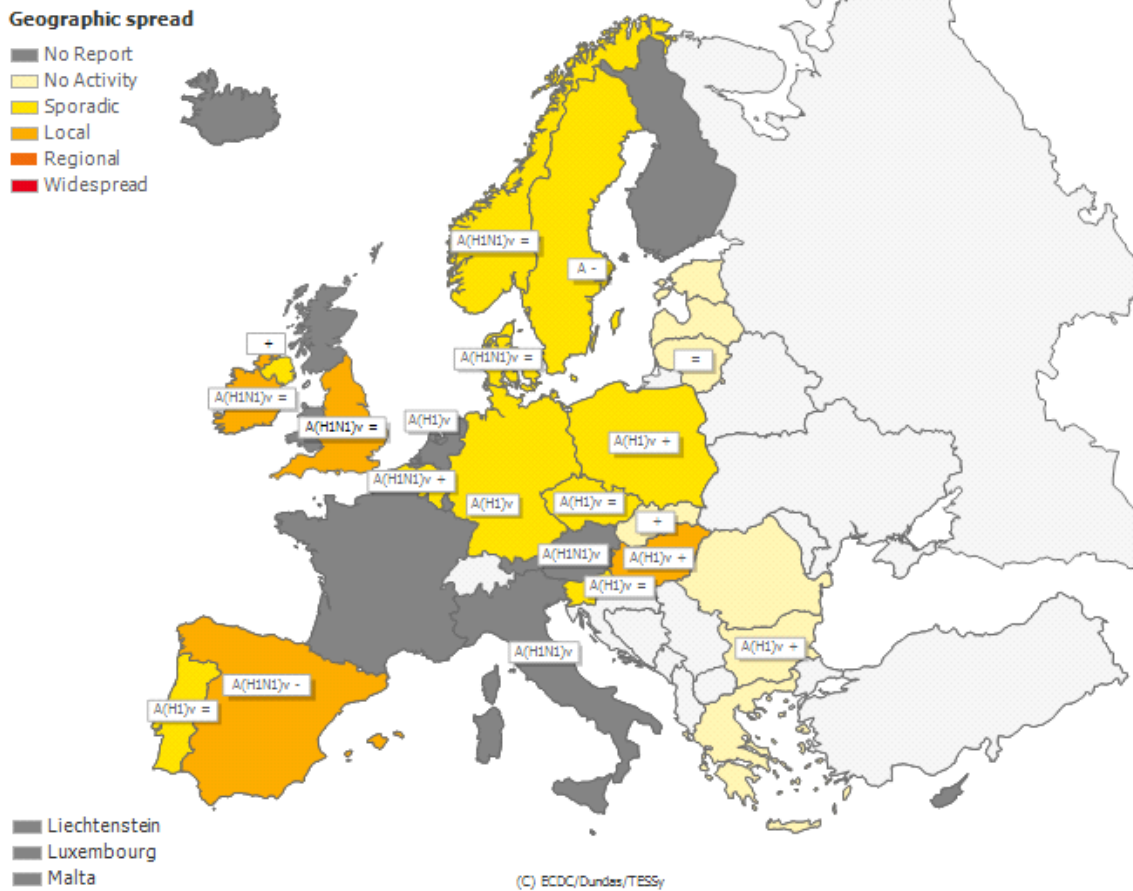 Geographic spread
No Report
No Activity
Sporadic
Local
Regional
Widespread
A(H1N1)v =
A -
+
A(H1N1)v =
=
A(H1N1)v =
A(H1N1)v =
A(H1)v
A(H1)v +
A(H1N1)v +
A(H1)v
A(H1)v =
+
A(H1N1)v
A(H1)v +
A(H1)v =
A(H1N1)v
A(H1)v +
A(H1N1)v -
A(H1)v =
Liechtenstein
Luxembourg
Malta
(C) ECDC/Dundas/TESSy